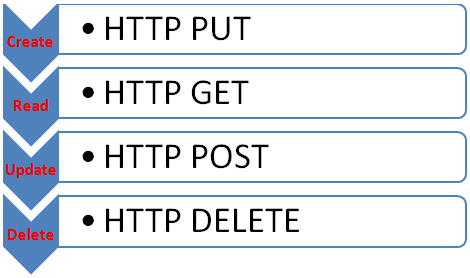 Create
• HTTP PUT
Read
• HTTP GET
Update
• HTTP POST
Delete
• HTTP DELETE